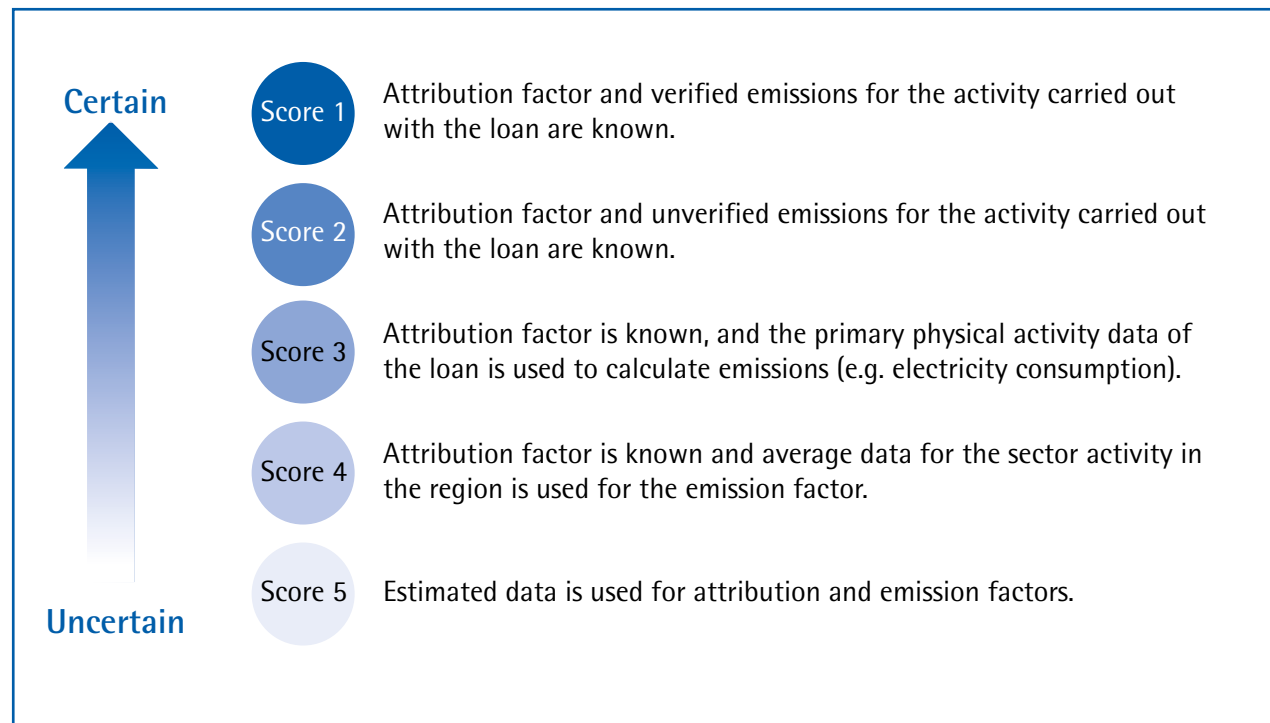 Certain
Score 1
Attribution factor and verified emissions for the activity carried out
with the loan are known.
Score 2
Attribution factor and unverified emissions for the activity carried out
with the loan are known.
Score 3
Attribution factor is known, and the primary physical activity data of
the loan is used to calculate emissions (e.g. electricity consumption).
Score 4
Attribution factor is known and average data for the sector activity in
the region is used for the emission factor.
Score 5
Estimated data is used for attribution and emission factors.
Uncertain